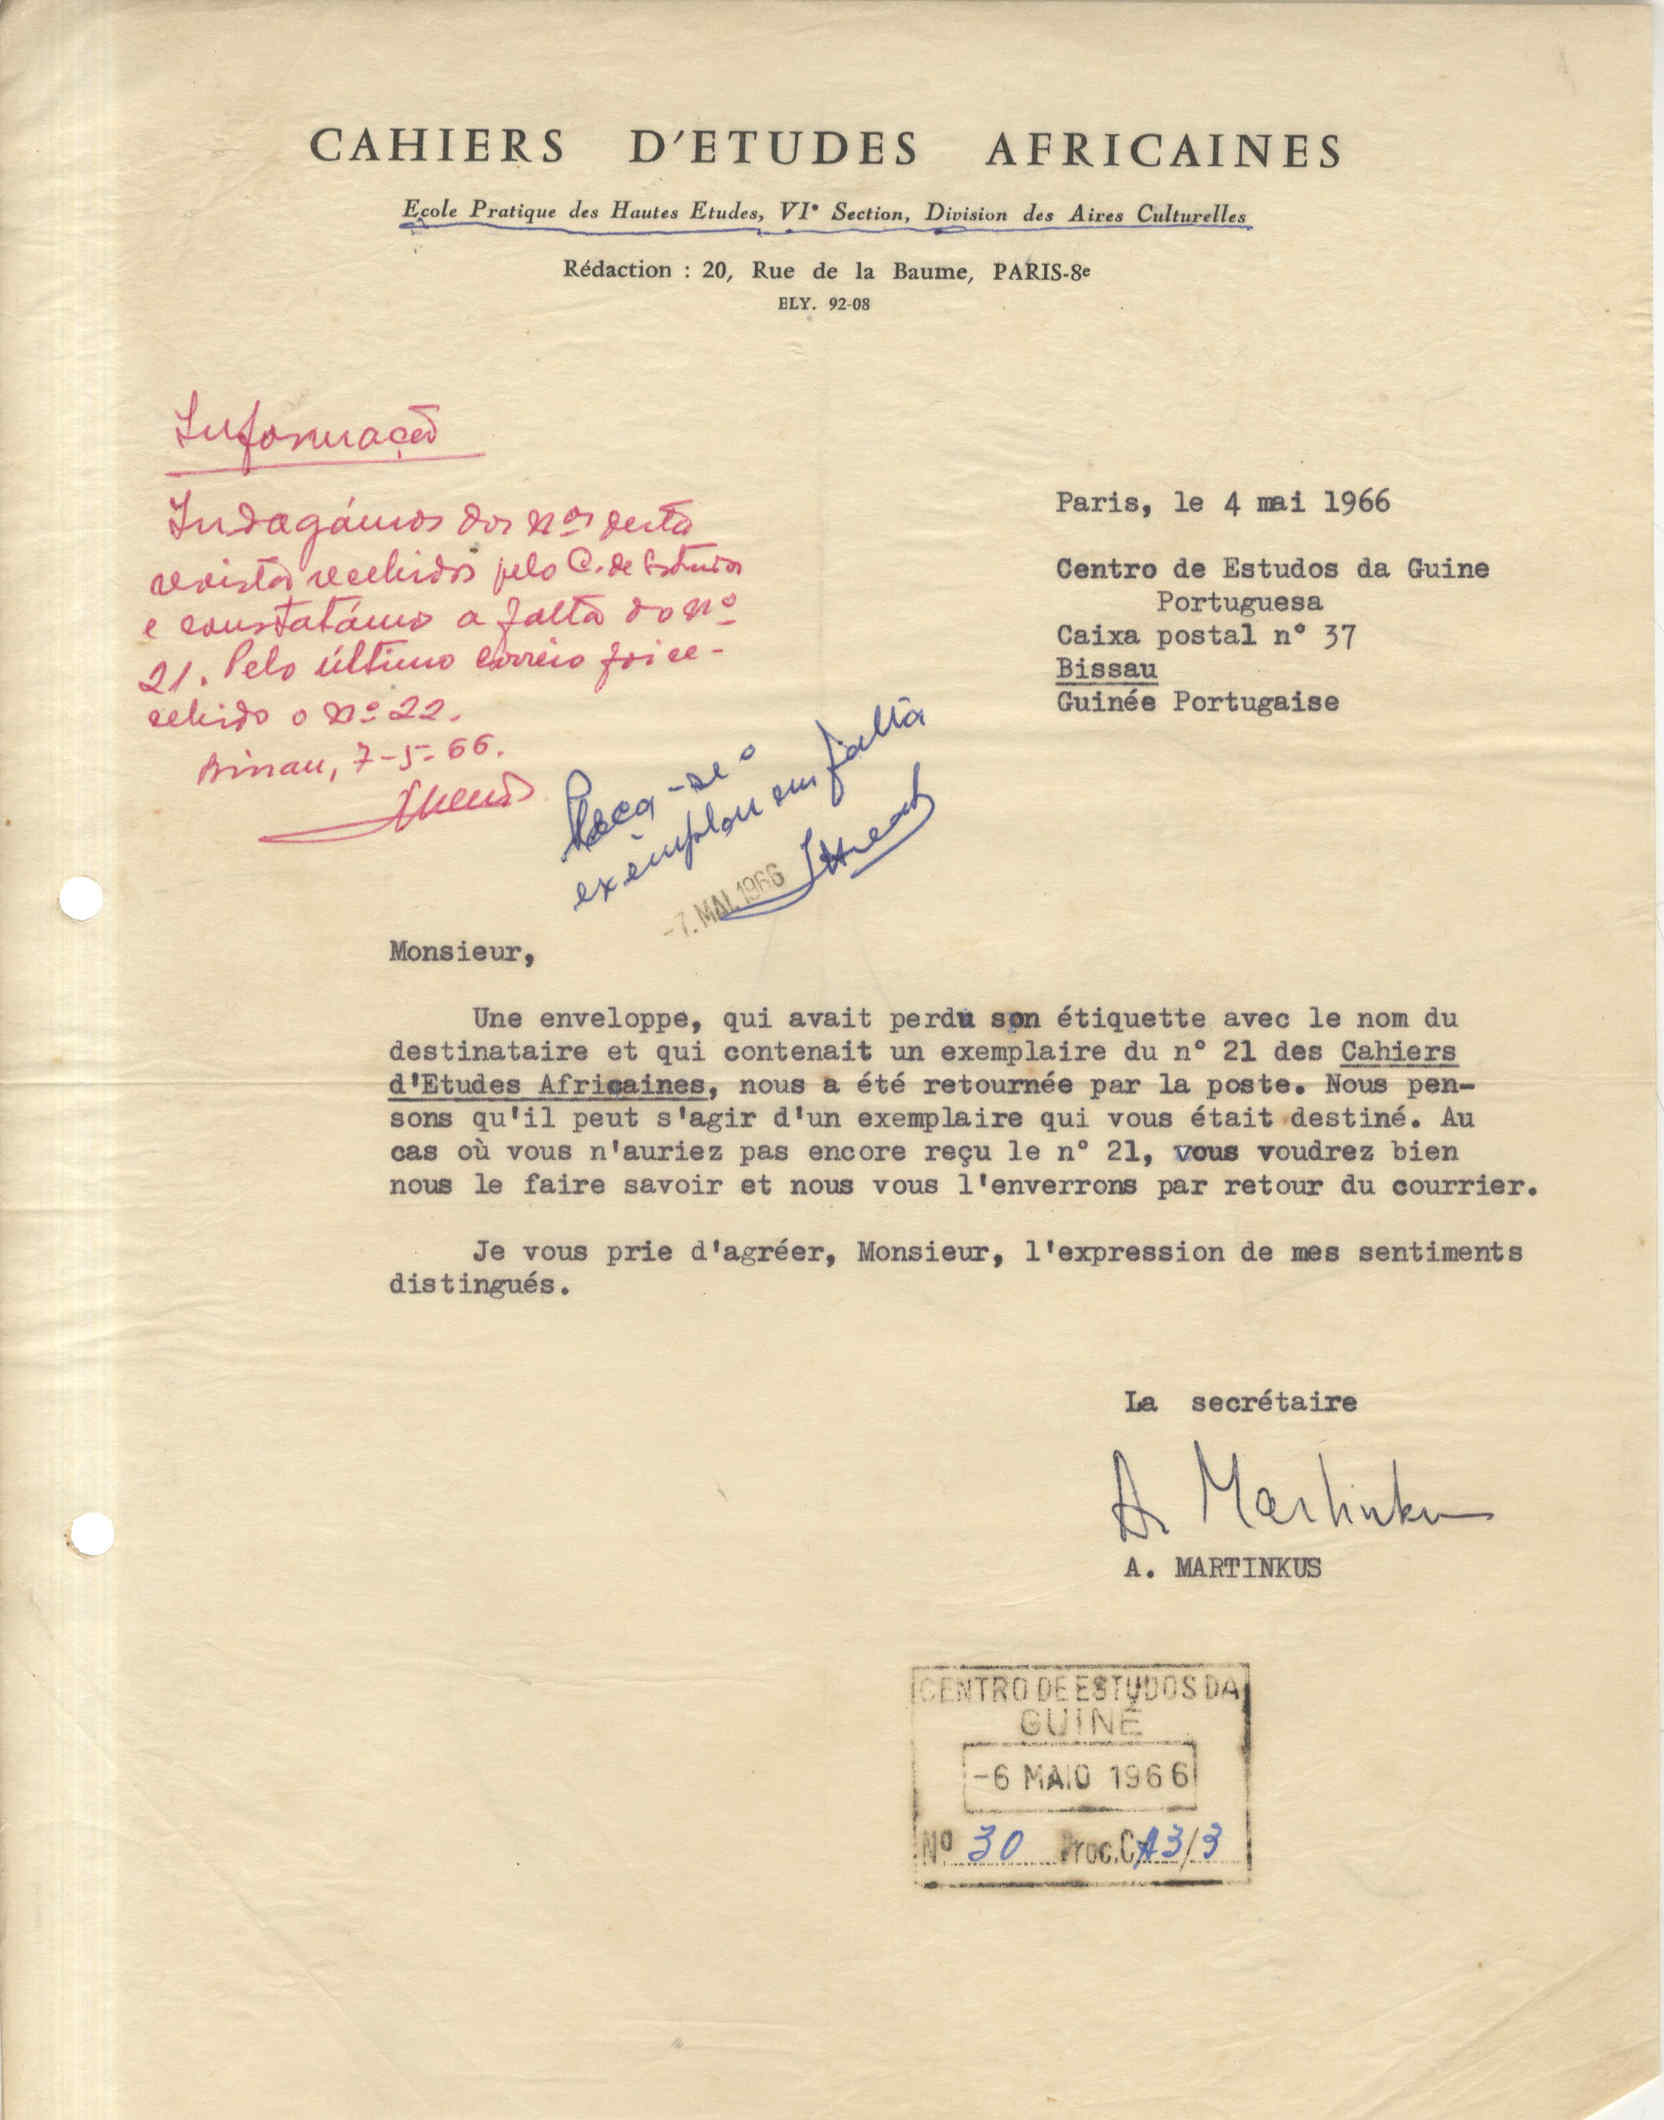 CAHIERS D'ETUDES AFRICAINES
Ecole Pratique des Hautes Etudes, VIᵉ Section, Division des Aires Culturelles
Rédaction : 20, Rue de la Baume, PARIS-8e
ELY. 92-08
Informação
Indagámos dos nºs desta
revista recebidos pelo C. de Estudos
e constatámos a falta do nº
21. Pelo último correio foi re-
cebido o nº 22.
Bissau, 7-5-66.
Paris, le 4 mai 1966
Centro de Estudos da Guine
Portuguesa
Caixa postal n° 37
Bissau
Guinée Portugaise
Peça-se o
exemplar em falta
-7. MAI. 1966
Monsieur,
Une enveloppe, qui avait perdu son étiquette avec le nom du
destinataire et qui contenait un exemplaire du n° 21 des Cahiers
d'Etudes Africaines, nous a été retournée par la poste. Nous pen-
sons qu'il peut s'agir d'un exemplaire qui vous était destiné. Au
cas où vous n'auriez pas encore reçu le n° 21, vous voudrez bien
nous le faire savoir et nous vous l'enverrons par retour du courrier.
Je vous prie d'agréer, Monsieur, l'expression de mes sentiments
distingués.
La secrétaire
A. Martinkus
A. MARTINKUS
CENTRO DE ESTUDOS DA
GUINÉ
-6 MAIO 1966
Nº 30 Proc. CA3/3